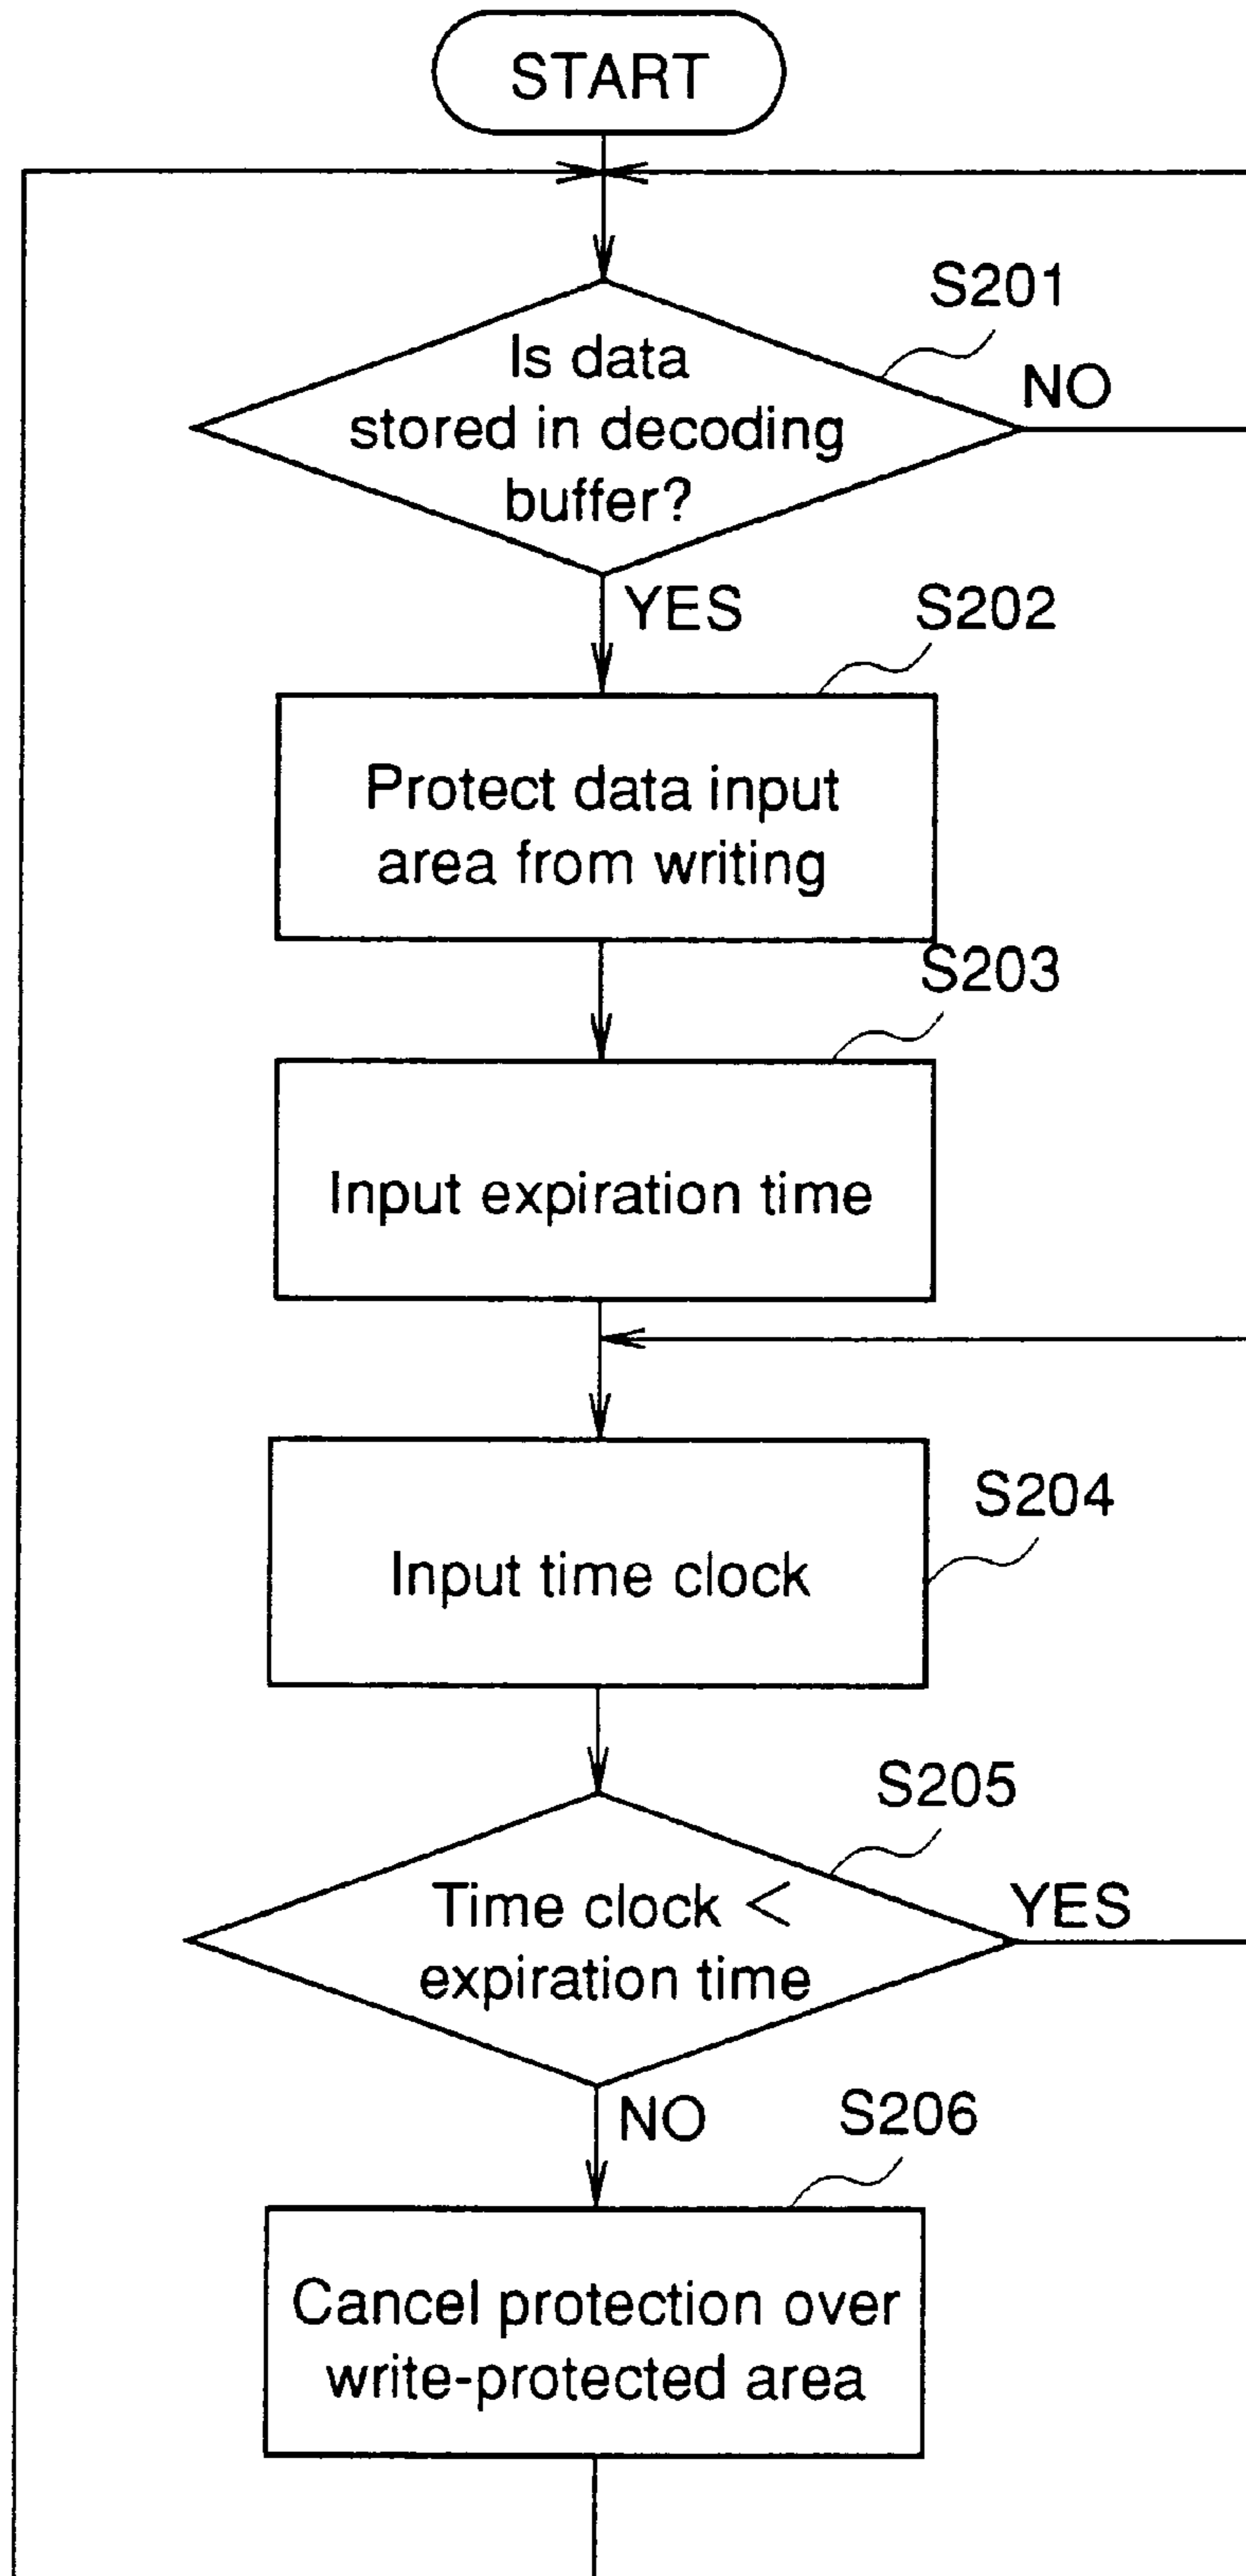 START
S201
Is data
stored in decoding
buffer?
NO
YES
S202
Protect data input
area from writing
S203
Input expiration time
S204
Input time clock
S205
Time clock <
expiration time
YES
NO
S206
Cancel protection over
write-protected area